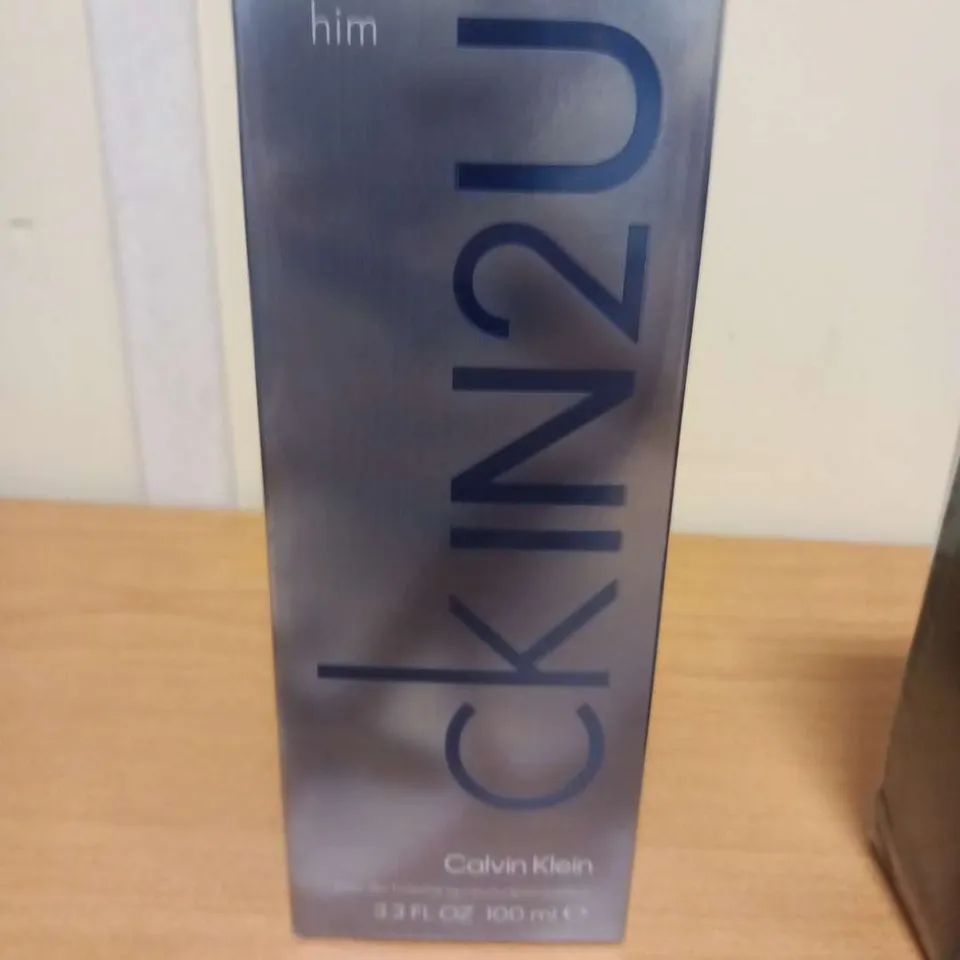 him
ckIN2U
Calvin Klein
3.3 FL OZ 100 ml ℮